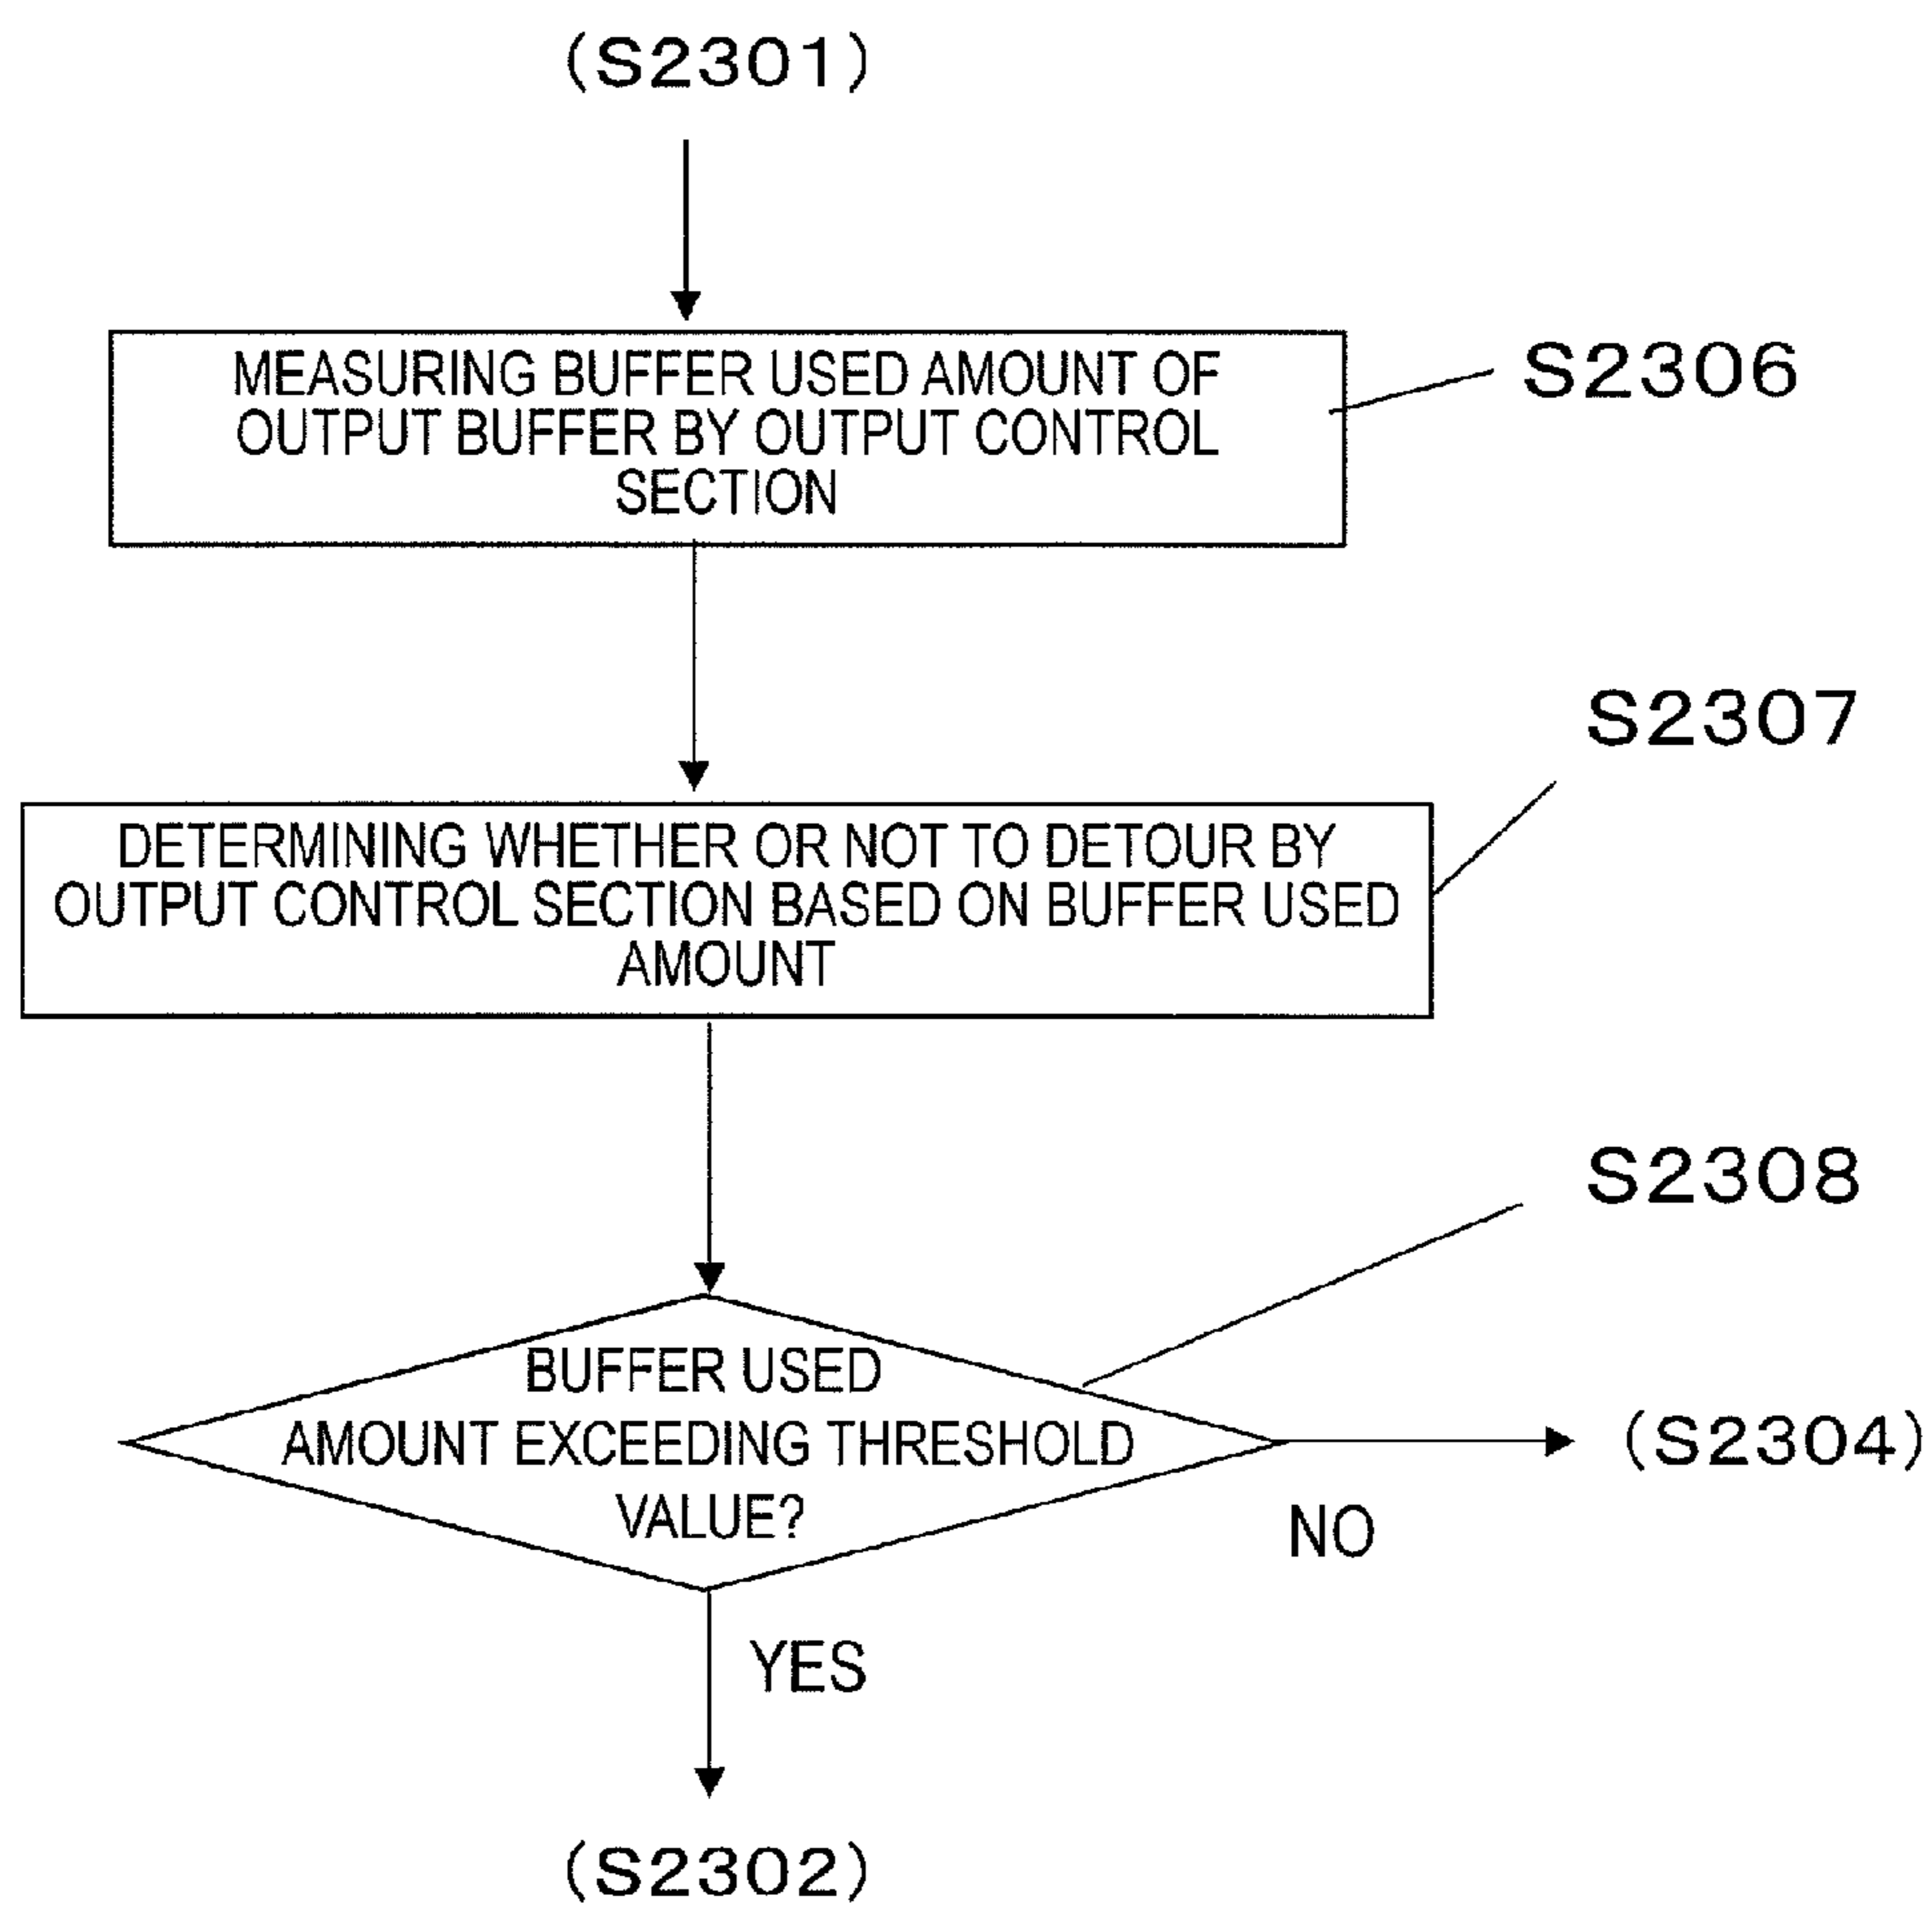 (S2301)
MEASURING BUFFER USED AMOUNT OF
OUTPUT BUFFER BY OUTPUT CONTROL
SECTION
S2306
S2307
DETERMINING WHETHER OR NOT TO DETOUR BY
OUTPUT CONTROL SECTION BASED ON BUFFER USED
AMOUNT
S2308
BUFFER USED
AMOUNT EXCEEDING THRESHOLD
VALUE?
(S2304)
NO
YES
(S2302)